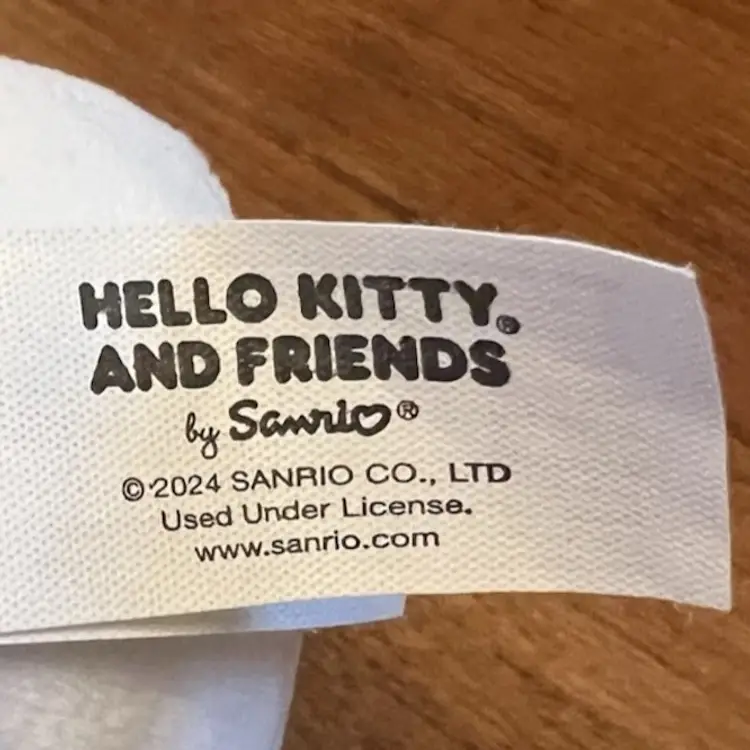 HELLO KITTY®
AND FRIENDS
by Sanrio®
©2024 SANRIO CO., LTD
Used Under License.
www.sanrio.com